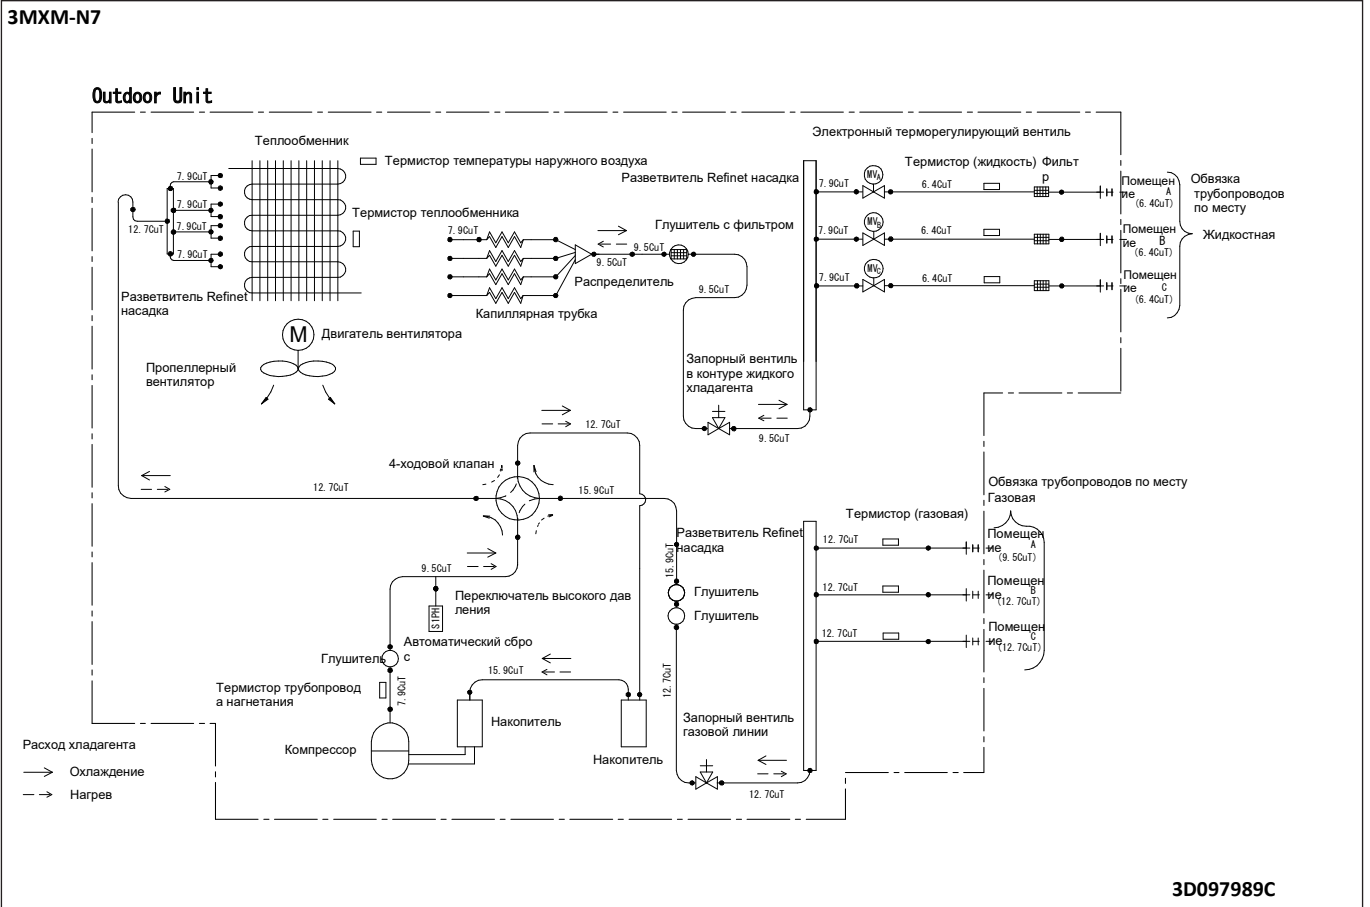 3MXM-N7
Outdoor Unit
Теплообменник
Термистор температуры наружного воздуха
7.9CuT
7.9CuT
7.9CuT
7.9CuT
12.7CuT
Разветвитель Refinet
насадка
Термистор теплообменника
7.9CuT
Капиллярная трубка
Распределитель
9.5CuT
9.5CuT
Глушитель с фильтром
9.5CuT
Двигатель вентилятора
M
Пропеллерный
вентилятор
Электронный терморегулирующий вентиль
Разветвитель Refinet насадка
Термистор (жидкость)
Фильт
р
7.9CuT
MVA
6.4CuT
Помещен
ие A
(6.4CuT)
7.9CuT
MVB
6.4CuT
Помещен
ие B
(6.4CuT)
7.9CuT
MVC
6.4CuT
Помещен
ие C
(6.4CuT)
Обвязка
трубопроводов
по месту
Жидкостная
Запорный вентиль
в контуре жидкого
хладагента
9.5CuT
12.7CuT
4-ходовой клапан
12.7CuT
15.9CuT
9.5CuT
Переключатель высокого дав
ления
S1PH
Автоматический сбро
с
Глушитель
Термистор трубопровод
а нагнетания
7.9CuT
Компрессор
15.9CuT
Накопитель
Накопитель
Разветвитель Refinet
насадка
15.9CuT
Глушитель
Глушитель
12.7CuT
Запорный вентиль
газовой линии
12.7CuT
Термистор (газовая)
Обвязка трубопроводов по месту
Газовая
12.7CuT
Помещен
ие A
(9.5CuT)
12.7CuT
Помещен
ие B
(12.7CuT)
12.7CuT
Помещен
ие C
(12.7CuT)
Расход хладагента
Охлаждение
Нагрев
3D097989C